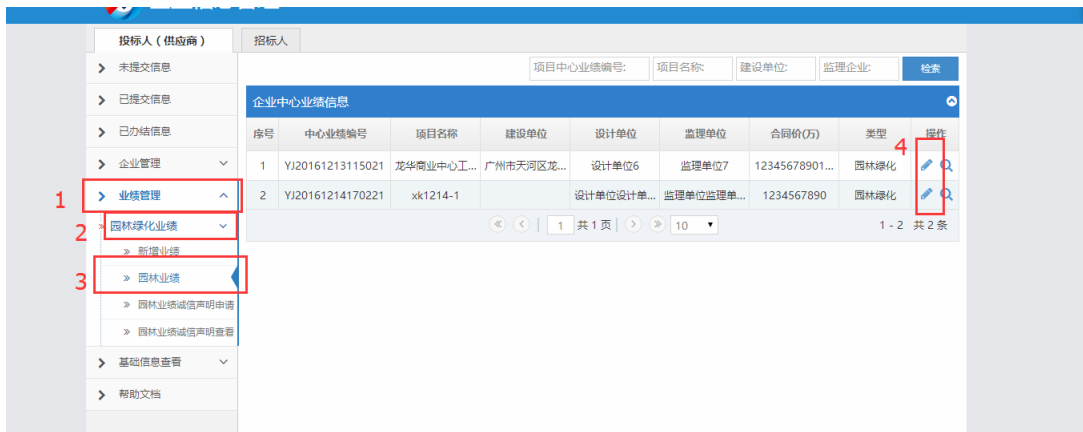 投标人（供应商） 招标人
未提交信息
项目中心业绩编号: 项目名称: 建设单位: 监理企业: 检索
已提交信息
企业中心业绩信息
已办结信息
序号 中心业绩编号 项目名称 建设单位 设计单位 监理单位 合同价(万) 类型 操作
4
企业管理
1 YJ20161213115021 龙华商业中心工... 广州市天河区龙... 设计单位6 监理单位7 12345678901... 园林绿化
1
业绩管理
2 YJ20161214170221 xk1214-1 设计单位设计单... 监理单位监理单... 1234567890 园林绿化
2
园林绿化业绩
1 共 1 页 10 1 - 2 共 2 条
新增业绩
3
园林业绩
园林业绩诚信声明申请
园林业绩诚信声明查看
基础信息查看
帮助文档